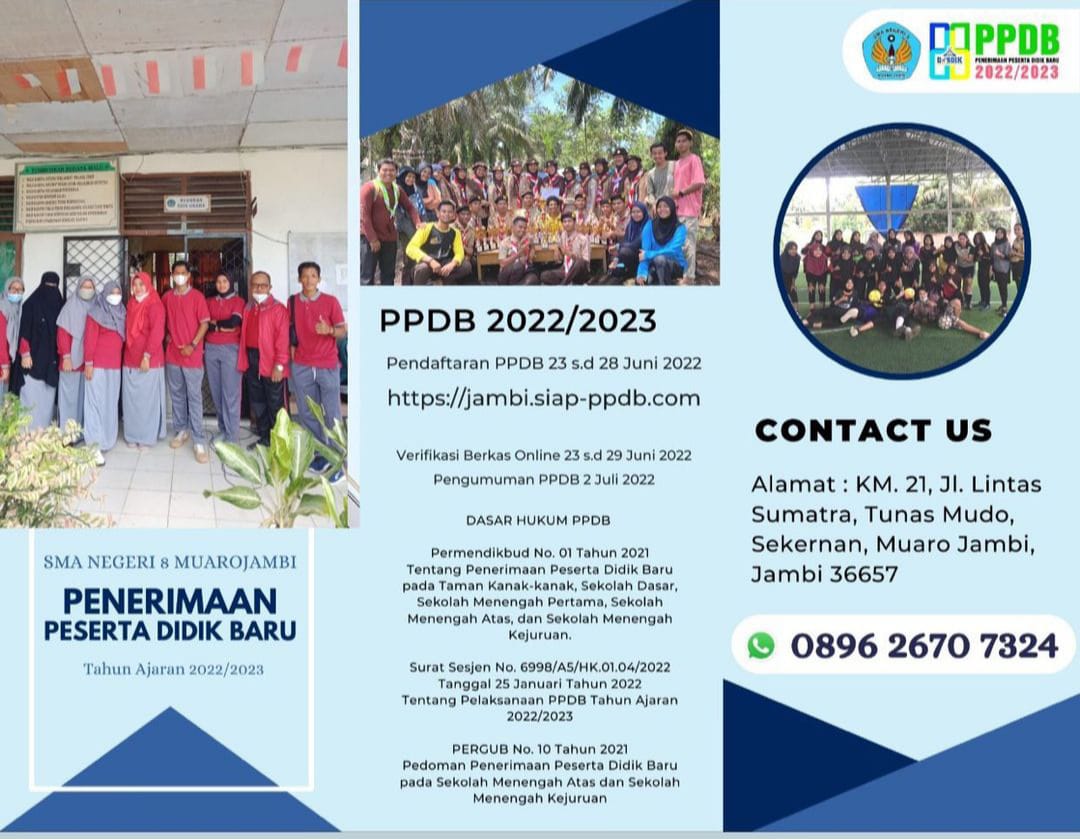 RUANGAN
SMA NEGERI 8 MUAROJAMBI
PENERIMAAN
PESERTA DIDIK BARU
Tahun Ajaran 2022/2023
PPDB 2022/2023
Pendaftaran PPDB 23 s.d 28 Juni 2022
https://jambi.siap-ppdb.com
Verifikasi Berkas Online 23 s.d 29 Juni 2022
Pengumuman PPDB 2 Juli 2022
DASAR HUKUM PPDB
Permendikbud No. 01 Tahun 2021
Tentang Penerimaan Peserta Didik Baru
pada Taman Kanak-kanak, Sekolah Dasar,
Sekolah Menengah Pertama, Sekolah
Menengah Atas, dan Sekolah Menengah
Kejuruan.
Surat Sesjen No. 6998/A5/HK.01.04/2022
Tanggal 25 Januari Tahun 2022
Tentang Pelaksanaan PPDB Tahun Ajaran
2022/2023
PERGUB No. 10 Tahun 2021
Pedoman Penerimaan Peserta Didik Baru
pada Sekolah Menengah Atas dan Sekolah
Menengah Kejuruan
PPDB
PENERIMAAN PESERTA DIDIK BARU
2022/2023
CONTACT US
Alamat : KM. 21, Jl. Lintas
Sumatra, Tunas Mudo,
Sekernan, Muaro Jambi,
Jambi 36657
0896 2670 7324